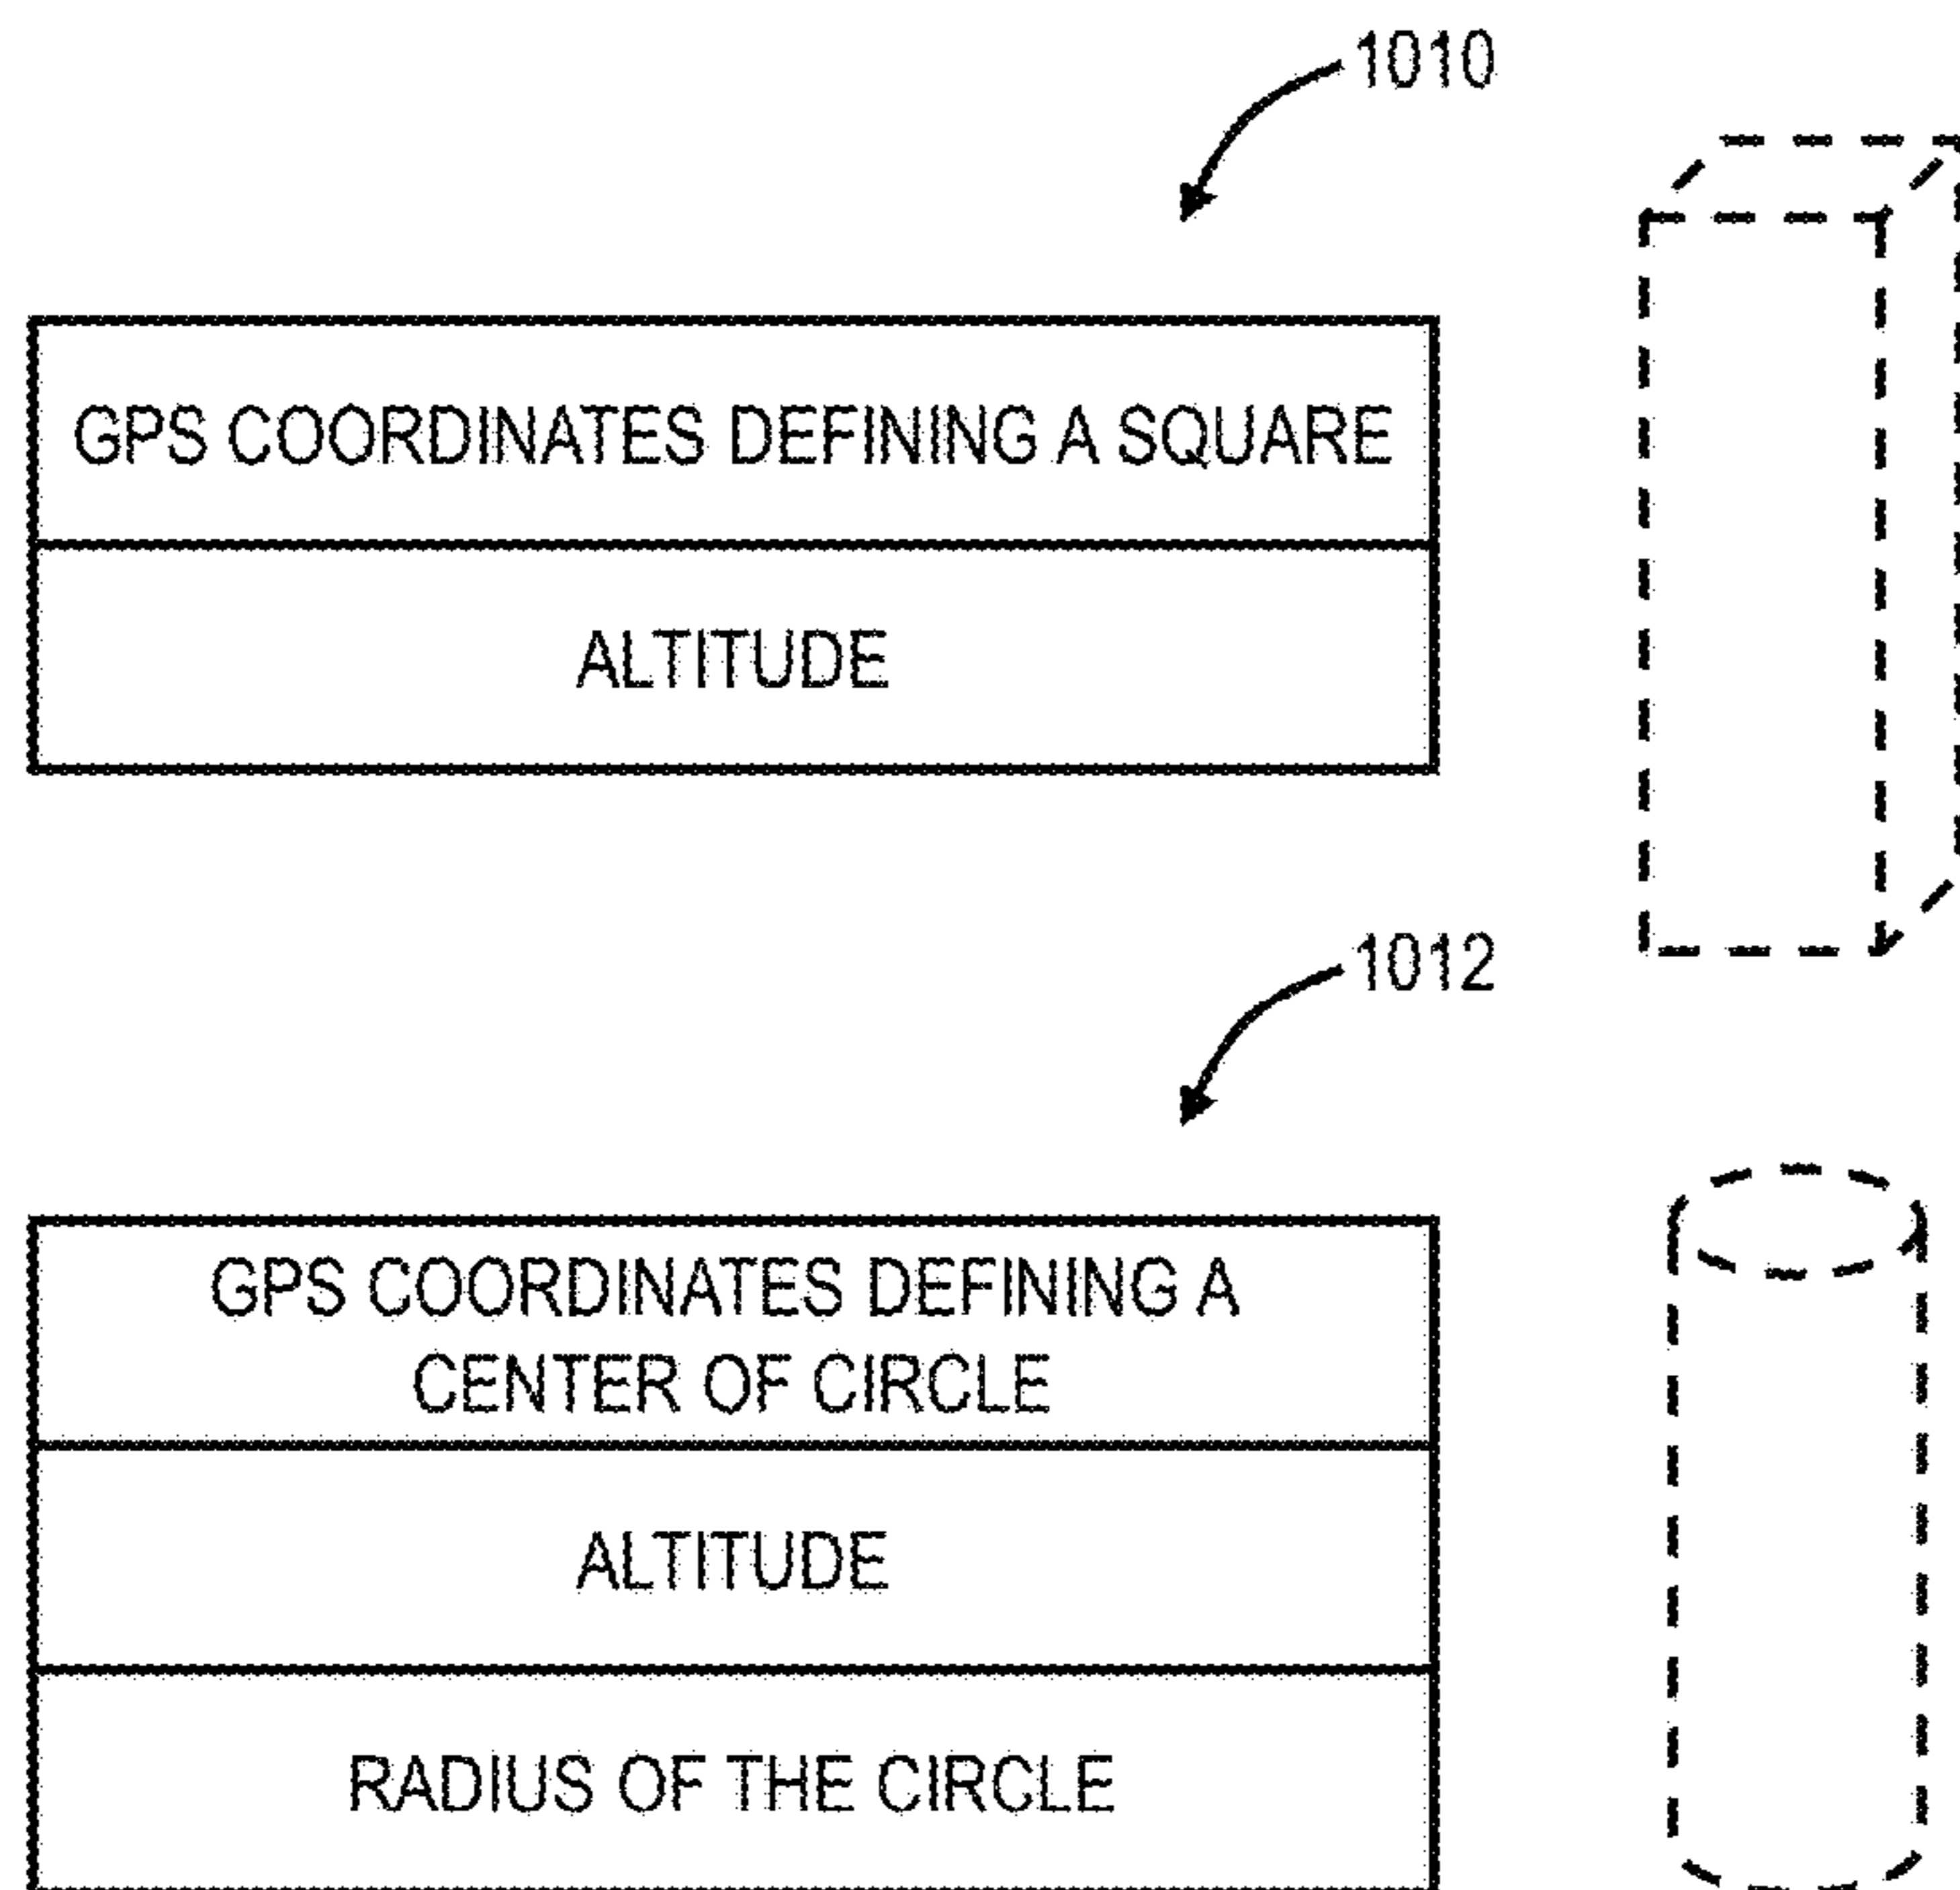 1010
GPS COORDINATES DEFINING A SQUARE
ALTITUDE
1012
GPS COORDINATES DEFINING A
CENTER OF CIRCLE
ALTITUDE
RADIUS OF THE CIRCLE